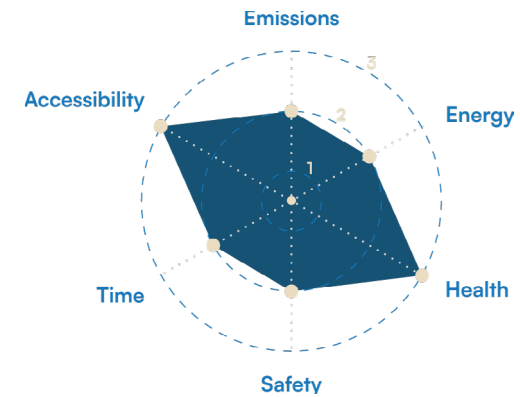 Emissions
3
Accessibility
Energy
2
1
Time
Health
Safety